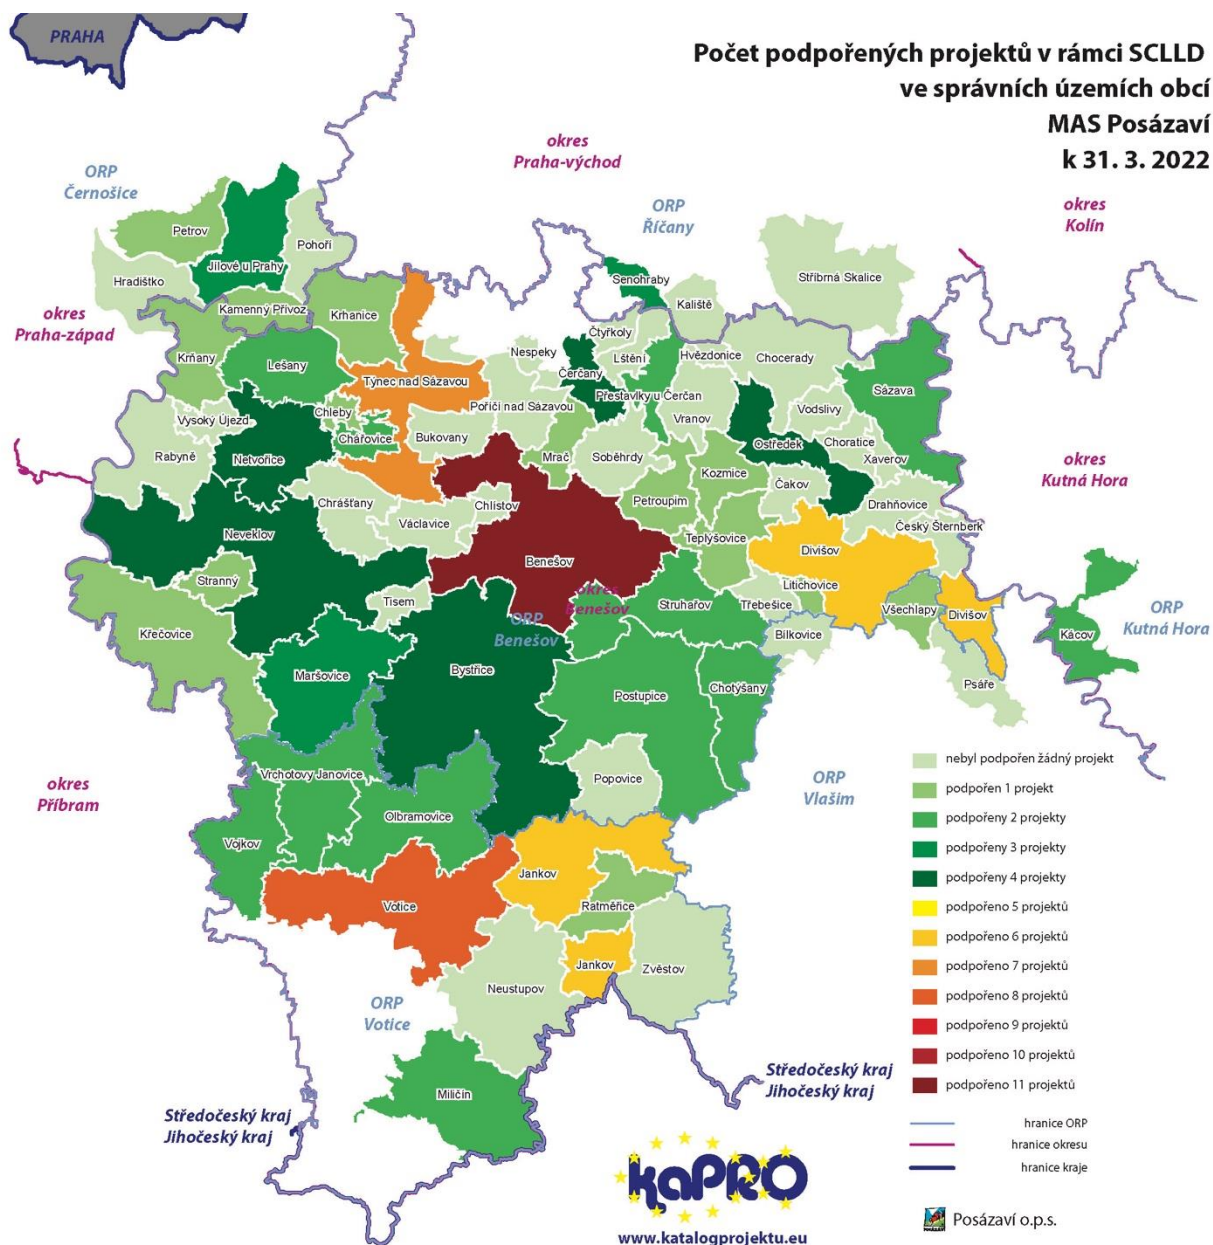 PRAHA
Počet podpořených projektů v rámci SCLLD
ve správních územích obcí
MAS Posázaví
k 31. 3. 2022
okres
Praha-východ
ORP
Černošice
ORP
Říčany
okres
Kolín
Petrov
Pohoří
Jílové u Prahy
Hradištko
Senohraby
Stříbrná Skalice
Kaliště
okres
Praha-západ
Kamenný Přívoz
Krhanice
Čtyřkoly
Nespeky
Lštění
Hvězdonice
Chocerady
Krňany
Lešany
Čerčany
Týnec nad Sázavou
Přestavlky u Čerčan
Sázava
Vysoký Újezd
Chleby
Poříčí nad Sázavou
Vranov
Vodslivy
Chářovice
Bukovany
Ostředek
Choratice
Rabyně
Netvořice
Mrač
Soběhrdy
Kozmice
Xaverov
okres
Kutná Hora
Čakov
Chrášťany
Chlístov
Petroupim
Drahňovice
Václavice
Český Šternberk
Neveklov
Teplýšovice
Divišov
Benešov
Stranný
Litichovice
okres
Benešov
Tisem
Struhařov
Třebešice
Všechlapy
Divišov
ORP
Kutná Hora
ORP
Benešov
Křečovice
Bílkovice
Kácov
Maršovice
Bystřice
Postupice
Chotýšany
Psáře
okres
Příbram
Vrchotovy Janovice
Popovice
ORP
Vlašim
Olbramovice
Vojkov
Jankov
Votice
Ratměřice
Jankov
Zvěstov
Neustupov
ORP
Votice
Miličín
Středočeský kraj
Jihočeský kraj
Středočeský kraj
Jihočeský kraj
nebyl podpořen žádný projekt
podpořen 1 projekt
podpořeny 2 projekty
podpořeny 3 projekty
podpořeny 4 projekty
podpořeno 5 projektů
podpořeno 6 projektů
podpořeno 7 projektů
podpořeno 8 projektů
podpořeno 9 projektů
podpořeno 10 projektů
podpořeno 11 projektů
hranice ORP
hranice okresu
hranice kraje
kaPRO
www.katalogprojektu.eu
Posázaví o.p.s.